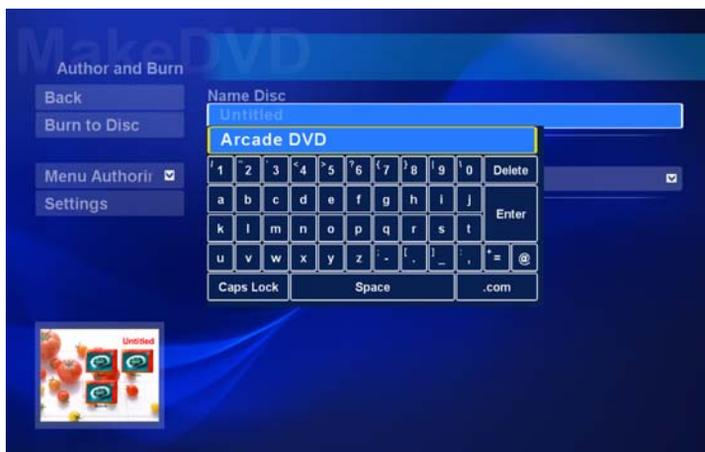 MakeDVD
Author and Burn
Back
Burn to Disc
Menu Authorin
Settings
Name Disc
Untitled
Arcade DVD
1 2 3 4 5 6 7 8 9 0 Delete
a b c d e f g h i j
Enter
k l m n o p q r s t
u v w x y z - . _ , = @
Caps Lock Space .com
Untitled